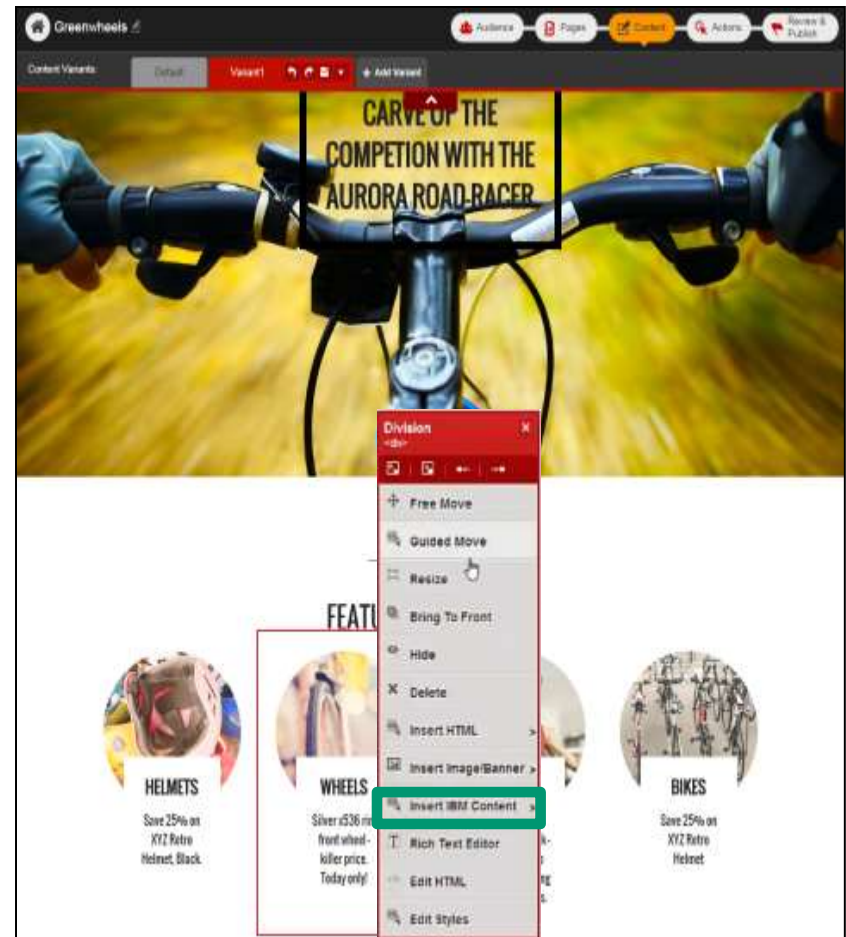 Greenwheels
Audience
Pages
Content
Actions
Review &
Publish
Content Variants:
Default
Variant1
+ Add Variant
CARVE UP THE
COMPETION WITH THE
AURORA ROAD-RACER
Division
<div>
Free Move
Guided Move
Resize
Bring To Front
Hide
Delete
Insert HTML >
Insert Image/Banner >
Insert IBM Content >
Rich Text Editor
Edit HTML
Edit Styles
FEATU
HELMETS
Save 25% on
XYZ Retro
Helmet, Black.
WHEELS
Silver x536 rim
front wheel-
killer price.
Today only!
BIKES
Save 25% on
XYZ Retro
Helmet